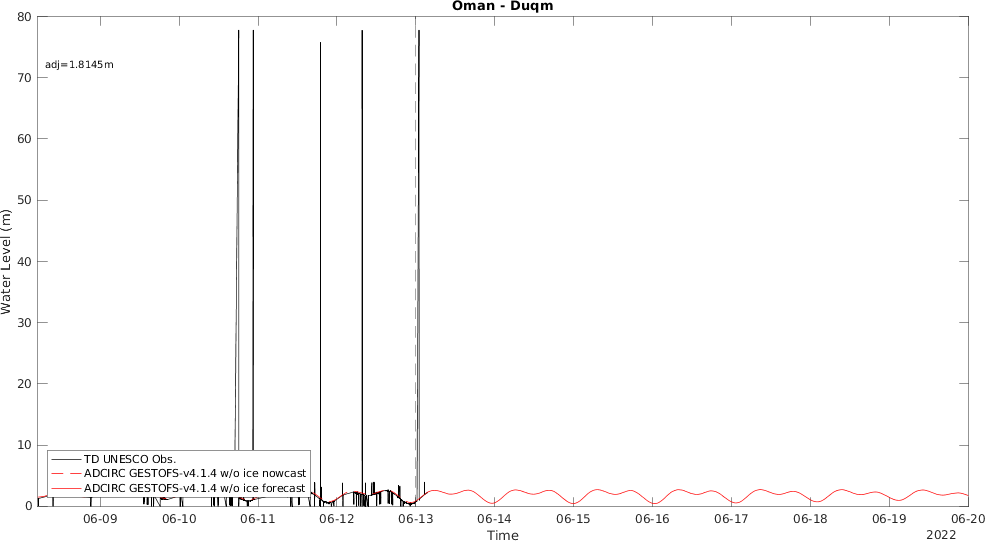 Oman - Duqm
80
70
60
50
40
30
20
10
0
Water Level (m)
adj=1.8145m
TD UNESCO Obs.
ADCIRC GESTOFS-v4.1.4 w/o ice nowcast
ADCIRC GESTOFS-v4.1.4 w/o ice forecast
06-09 06-10 06-11 06-12 06-13 06-14 06-15 06-16 06-17 06-18 06-19 06-20
Time
2022